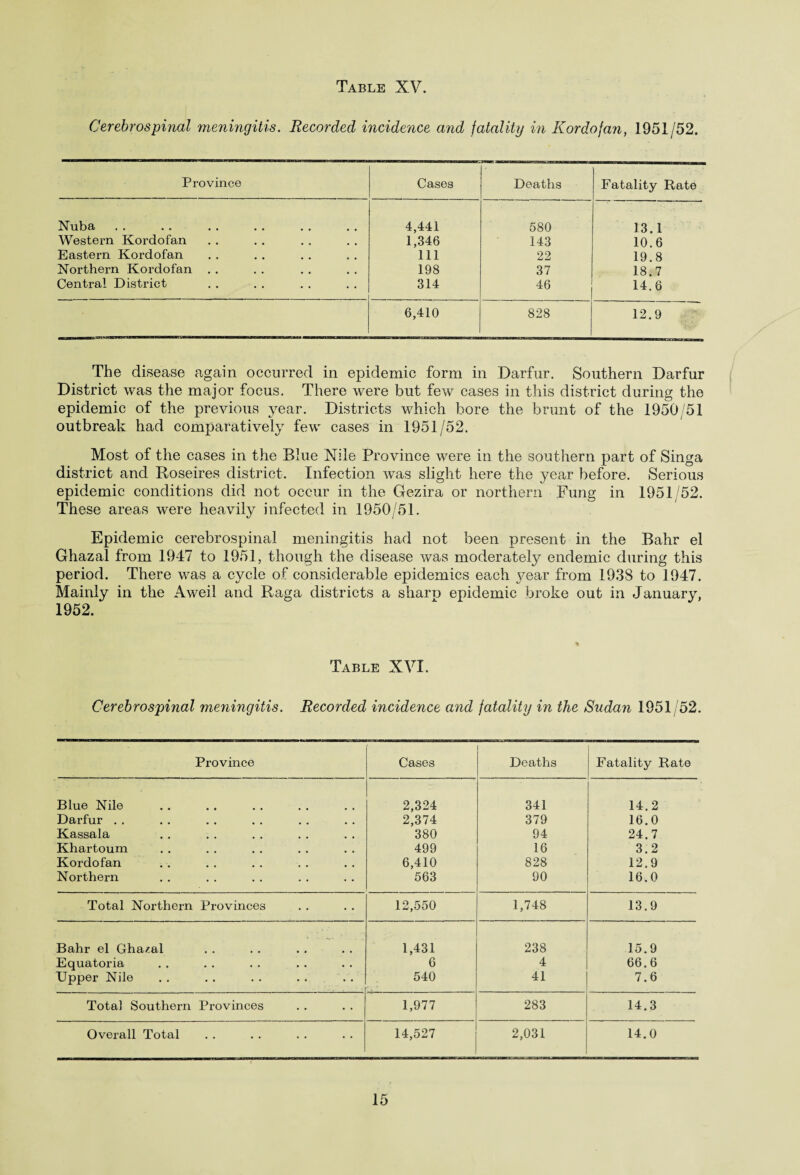 Table XV.
Cerebrospinal meningitis. Recorded incidence and fatality in Kordofan, 1951/52.
Province Cases Deaths Fatality Rate
Nuba . . . . . . . . . . . . 4,441 580 13.1
Western Kordofan . . . . . . . . 1,346 143 10.6
Eastern Kordofan . . . . . . . . 111 22 19.8
Northern Kordofan . . . . . . . . 198 37 18.7
Central District . . . . . . . . 314 46 14.6
6,410 828 12.9
The disease again occurred in epidemic form in Darfur. Southern Darfur
District was the major focus. There were but few cases in this district during the
epidemic of the previous year. Districts which bore the brunt of the 1950/51
outbreak had comparatively few cases in 1951/52.
Most of the cases in the Blue Nile Province were in the southern part of Singa
district and Roseires district. Infection was slight here the year before. Serious
epidemic conditions did not occur in the Gezira or northern Fung in 1951/52.
These areas were heavily infected in 1950/51.
Epidemic cerebrospinal meningitis had not been present in the Bahr el
Ghazal from 1947 to 1951, though the disease was moderately endemic during this
period. There was a cycle of considerable epidemics each year from 1938 to 1947.
Mainly in the Aweil and Raga districts a sharp epidemic broke out in January,
1952.
Table XVI.
Cerebrospinal meningitis. Recorded incidence and fatality in the Sudan 1951/52.
Province Cases Deaths Fatality Rate
Blue Nile . . . . . . . . . . 2,324 341 14.2
Darfur . . . . . . . . . . . . 2,374 379 16.0
Kassala . . . . . . . . . . 380 94 24.7
Khartoum . . . . . . . . . . 499 16 3.2
Kordofan . . . . . . . . . . 6,410 828 12.9
Northern . . . . . . . . . . 563 90 16.0
Total Northern Provinces . . . . 12,550 1,748 13.9
Bahr el Ghazal . . . . . . . . 1,431 238 15.9
Equatoria . . . . . . . . . . 6 4 66.6
Upper Nile . . . . . . . . . . 540 41 7.6
Total Southern Provinces . . . . 1,977 283 14.3
Overall Total . . . . . . . . 14,527 2,031 14.0
15